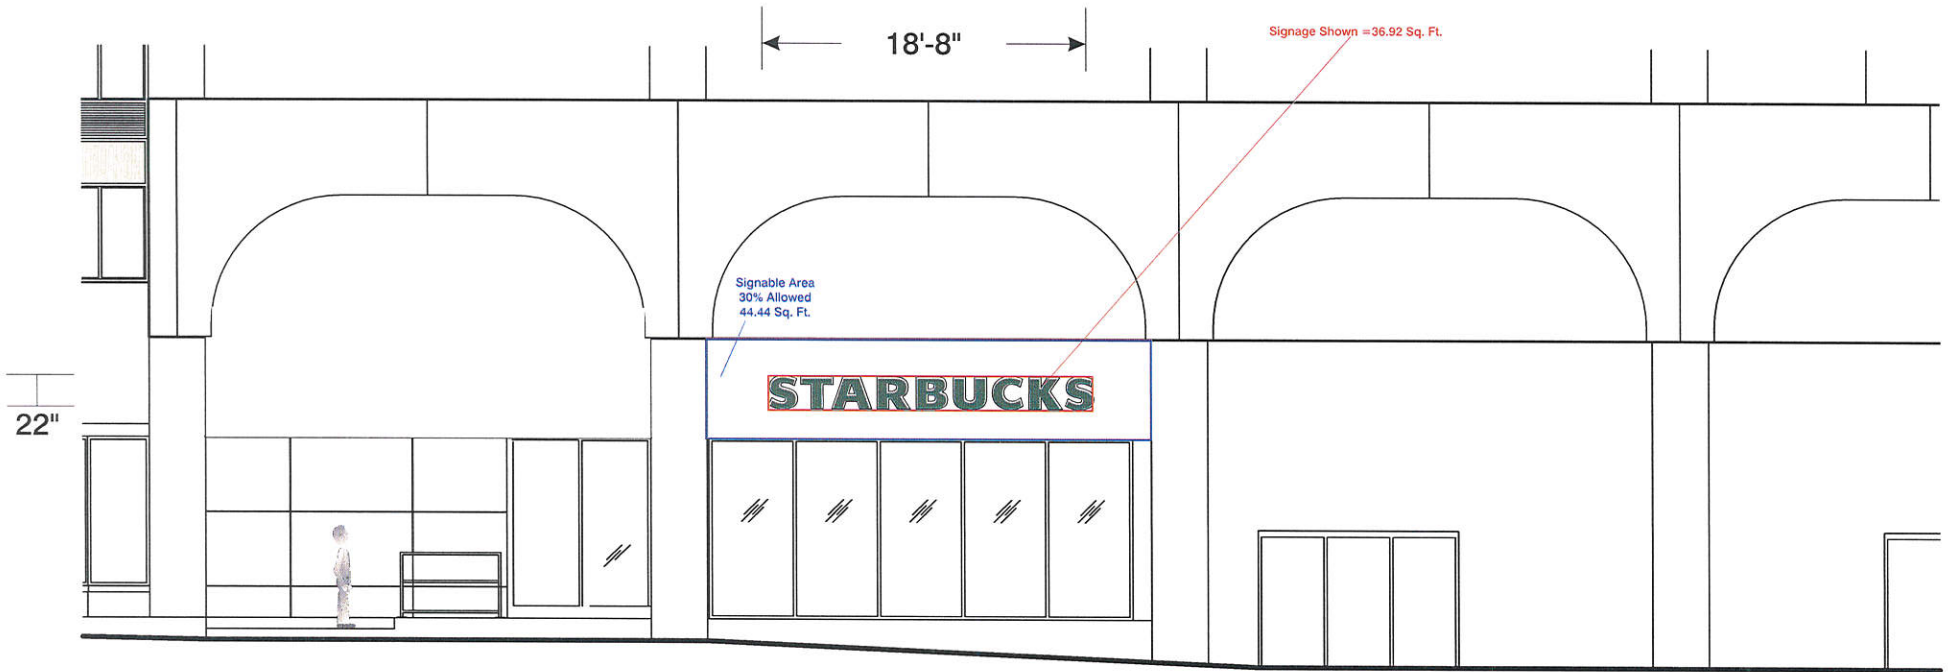 18'-8"
Signage Shown =36.92 Sq. Ft.
Signable Area
30% Allowed
44.44 Sq. Ft.
STARBUCKS
22"